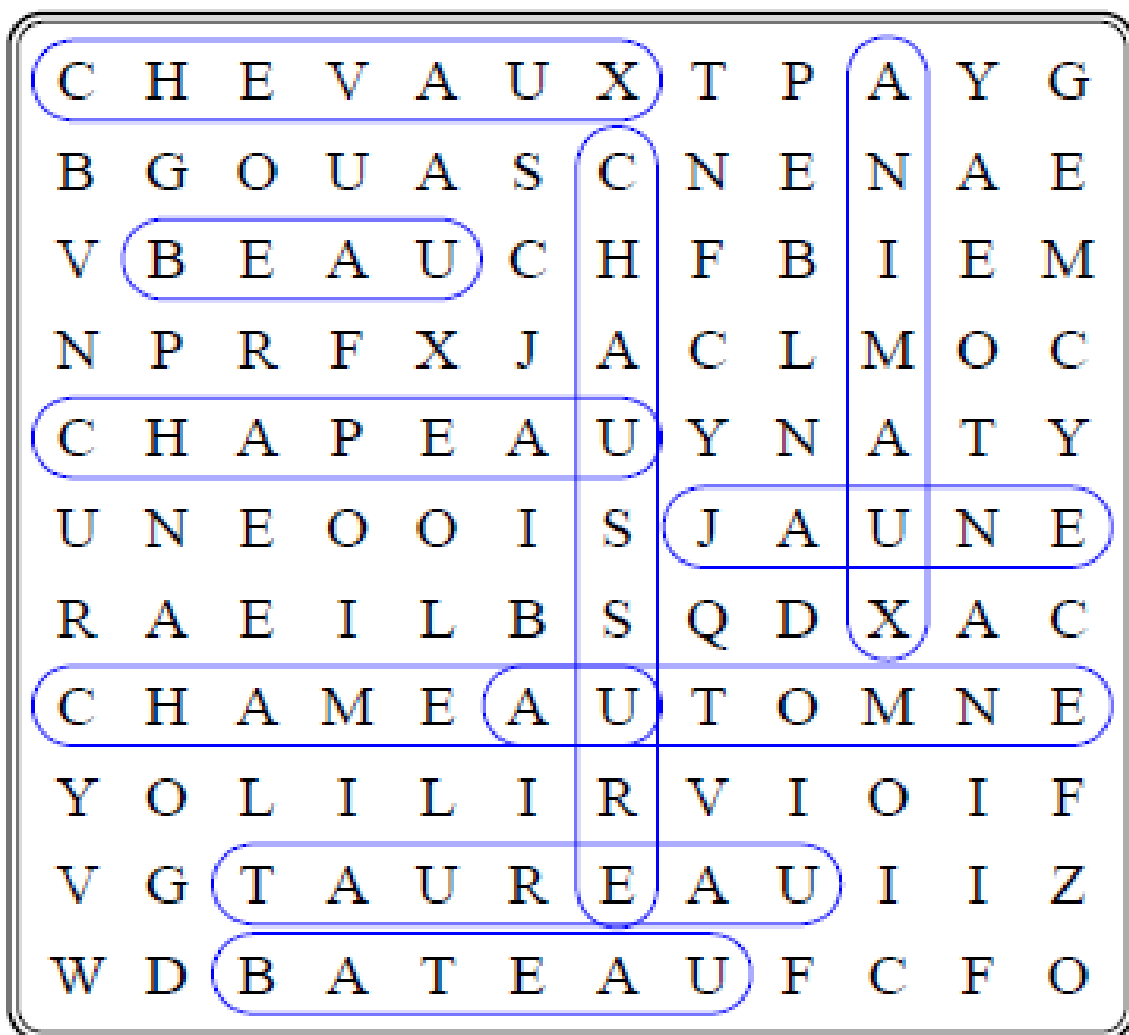 C H E V A U X T P A Y G
B G O U A S C N E N A E
V B E A U C H F B I E M
N P R F X J A C L M O C
C H A P E A U Y N A T Y
U N E O O I S J A U N E
R A E I L B S Q D X A C
C H A M E A U T O M N E
Y O L I L I R V I O I F
V G T A U R E A U I I Z
W D B A T E A U F C F O